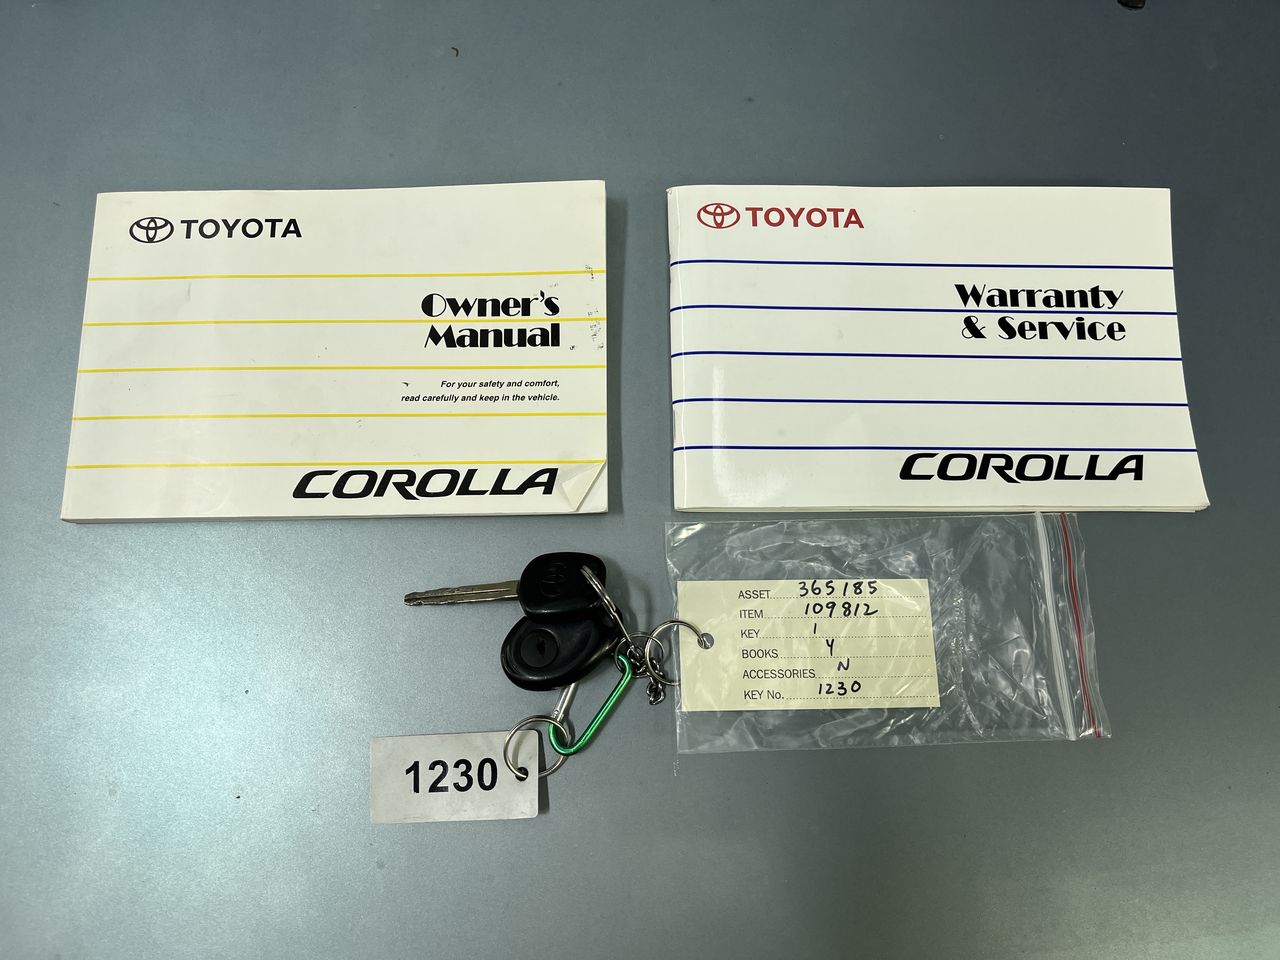 TOYOTA
Owner's
Manual
For your safety and comfort,
read carefully and keep in the vehicle.
COROLLA
TOYOTA
Warranty
& Service
COROLLA
ASSET 365185
ITEM 109812
KEY 1
BOOKS Y
ACCESSORIES N
KEY No. 1230
1230